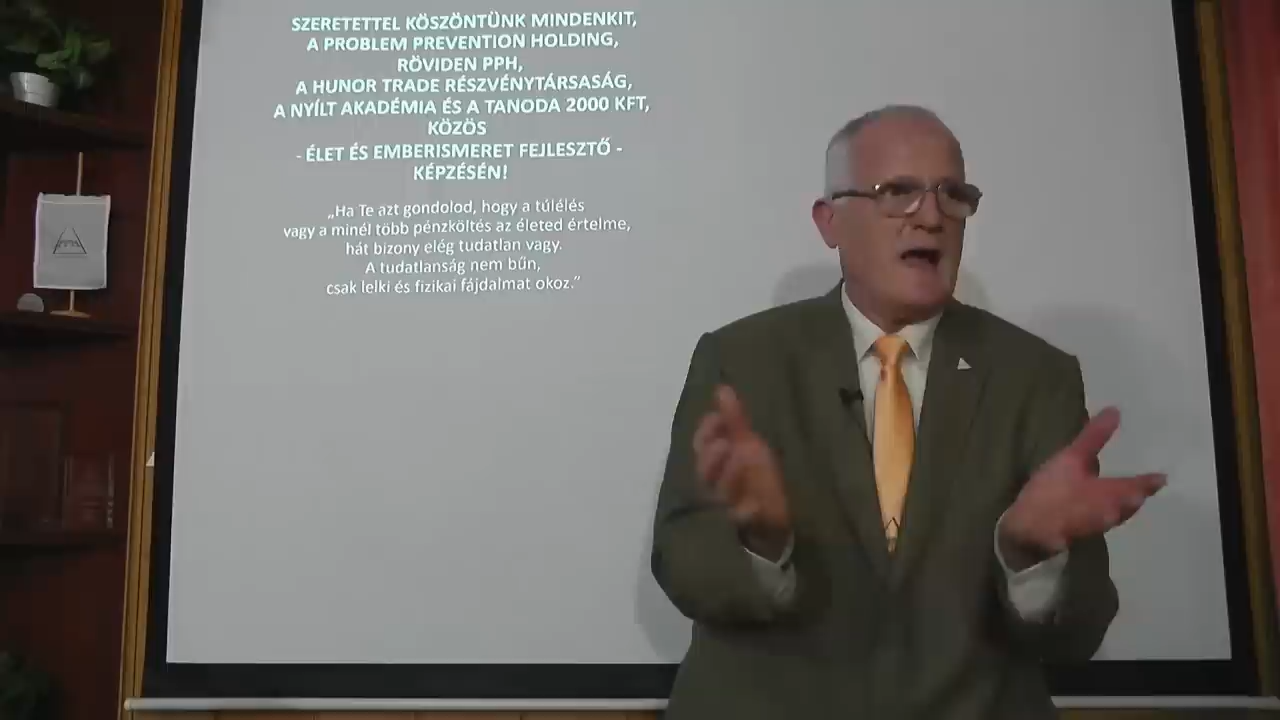 SZERETETTEL KÖSZÖNTÜNK MINDENKIT,
A PROBLEM PREVENTION HOLDING,
RÖVIDEN PPH,
A HUNOR TRADE RÉSZVÉNYTÁRSASÁG,
A NYÍLT AKADÉMIA ÉS A TANODA 2000 KFT,
KÖZÖS
- ÉLET ÉS EMBERISMERET FEJLESZTŐ -
KÉPZÉSÉN!
„Ha Te azt gondolod, hogy a túlélés
vagy a minél több pénzköltés az életed értelme,
hát bizony elég tudatlan vagy.
A tudatlanság nem bűn,
csak lelki és fizikai fájdalmat okoz.”